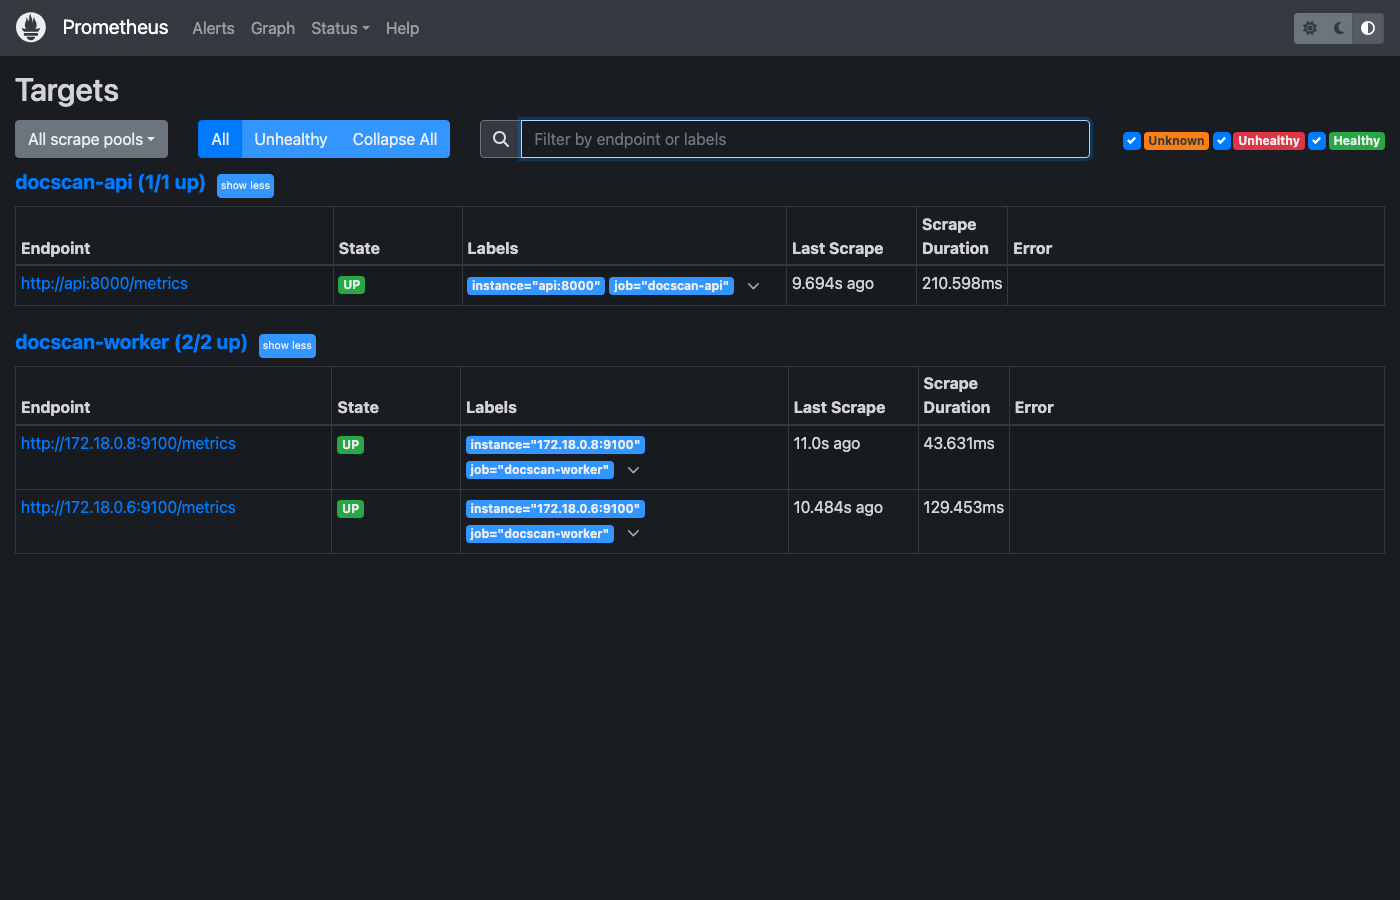 Prometheus Alerts Graph Status Help
Targets
All scrape pools All Unhealthy Collapse All Filter by endpoint or labels Unknown Unhealthy Healthy
docscan-api (1/1 up) show less
Endpoint State Labels Last Scrape Scrape Duration Error
http://api:8000/metrics UP instance="api:8000" job="docscan-api" 9.694s ago 210.598ms
docscan-worker (2/2 up) show less
Endpoint State Labels Last Scrape Scrape Duration Error
http://172.18.0.8:9100/metrics UP instance="172.18.0.8:9100" 11.0s ago 43.631ms
job="docscan-worker"
http://172.18.0.6:9100/metrics UP instance="172.18.0.6:9100" 10.484s ago 129.453ms
job="docscan-worker"